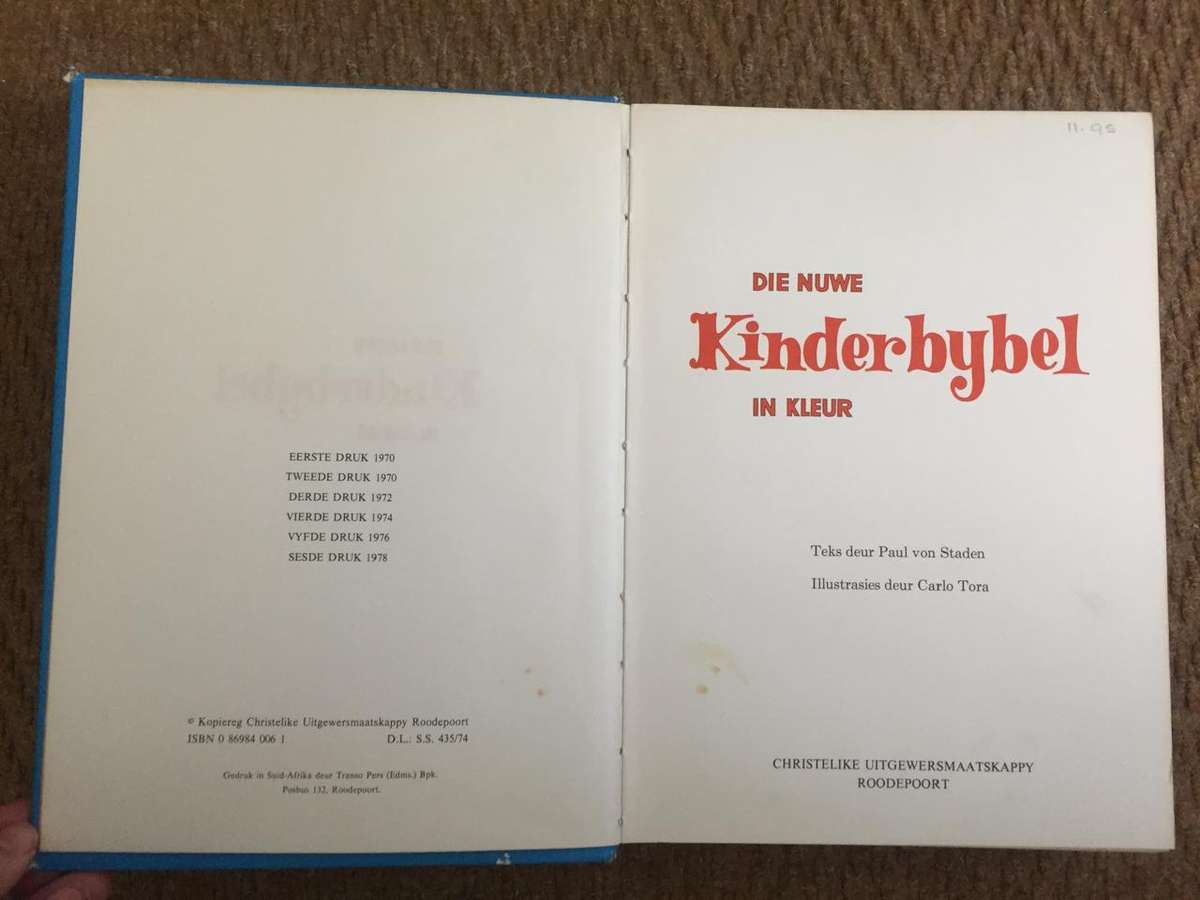 EERSTE DRUK 1970
TWEEDE DRUK 1970
DERDE DRUK 1972
VIERDE DRUK 1974
VYFDE DRUK 1976
SESDE DRUK 1978
© Kopiereg Christelike Uitgewersmaatskappy Roodepoort
ISBN 0 86984 006 1 D.L.: S.S. 435/74
Gedruk in Suid-Afrika deur Transo Pers (Edms.) Bpk.
Posbus 132, Roodepoort.
11.95
DIE NUWE
Kinderbybel
IN KLEUR
Teks deur Paul von Staden
Illustrasies deur Carlo Tora
CHRISTELIKE UITGEWERSMAATSKAPPY
ROODEPOORT